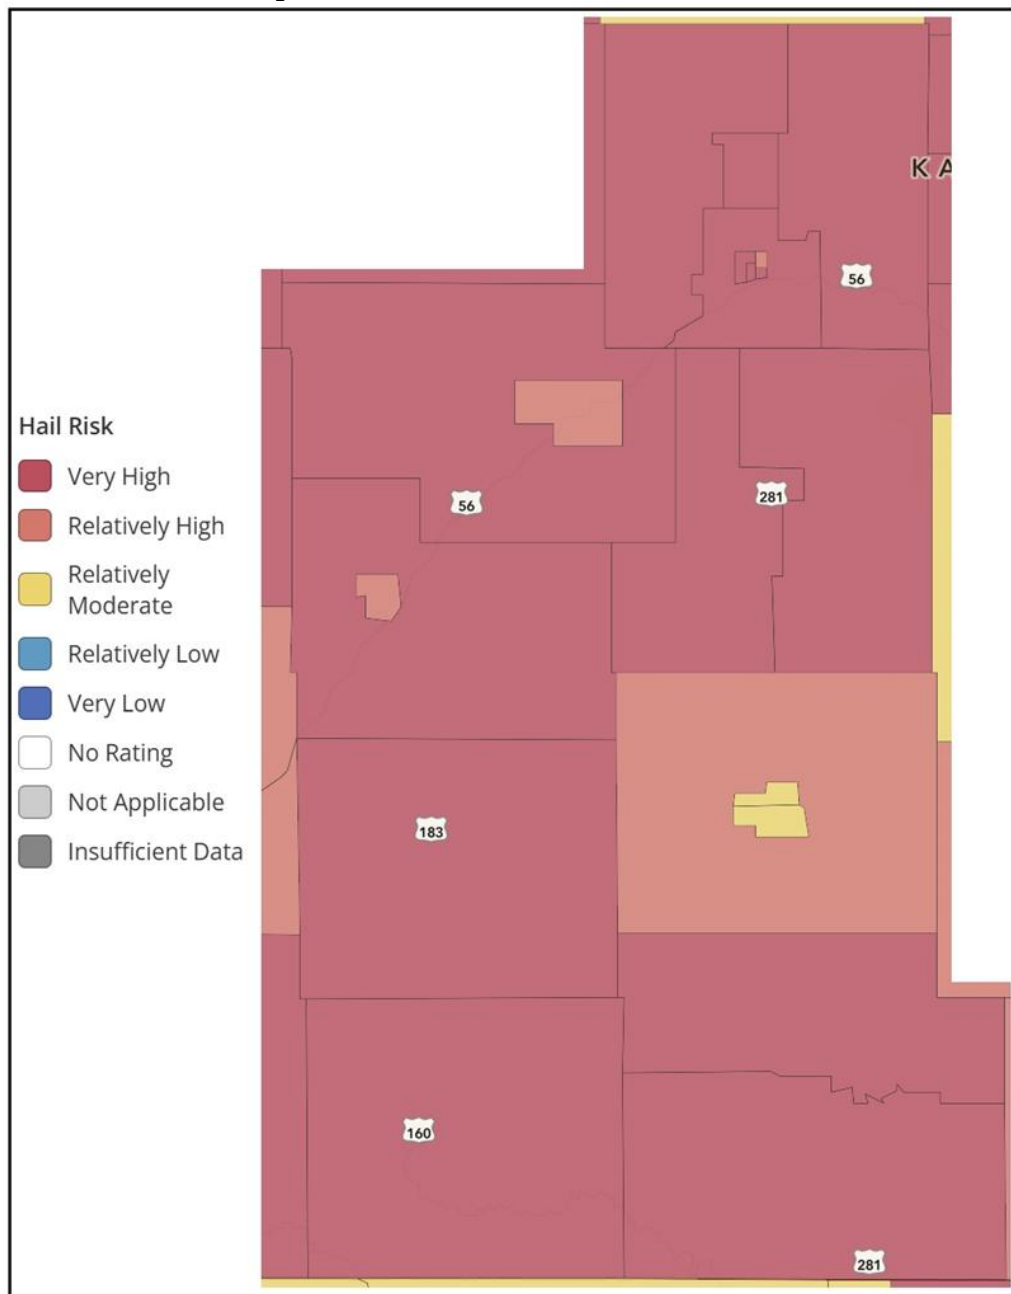 K A
56
Hail Risk
Very High
Relatively High
Relatively
Moderate
Relatively Low
Very Low
No Rating
Not Applicable
Insufficient Data
56
281
183
160
281